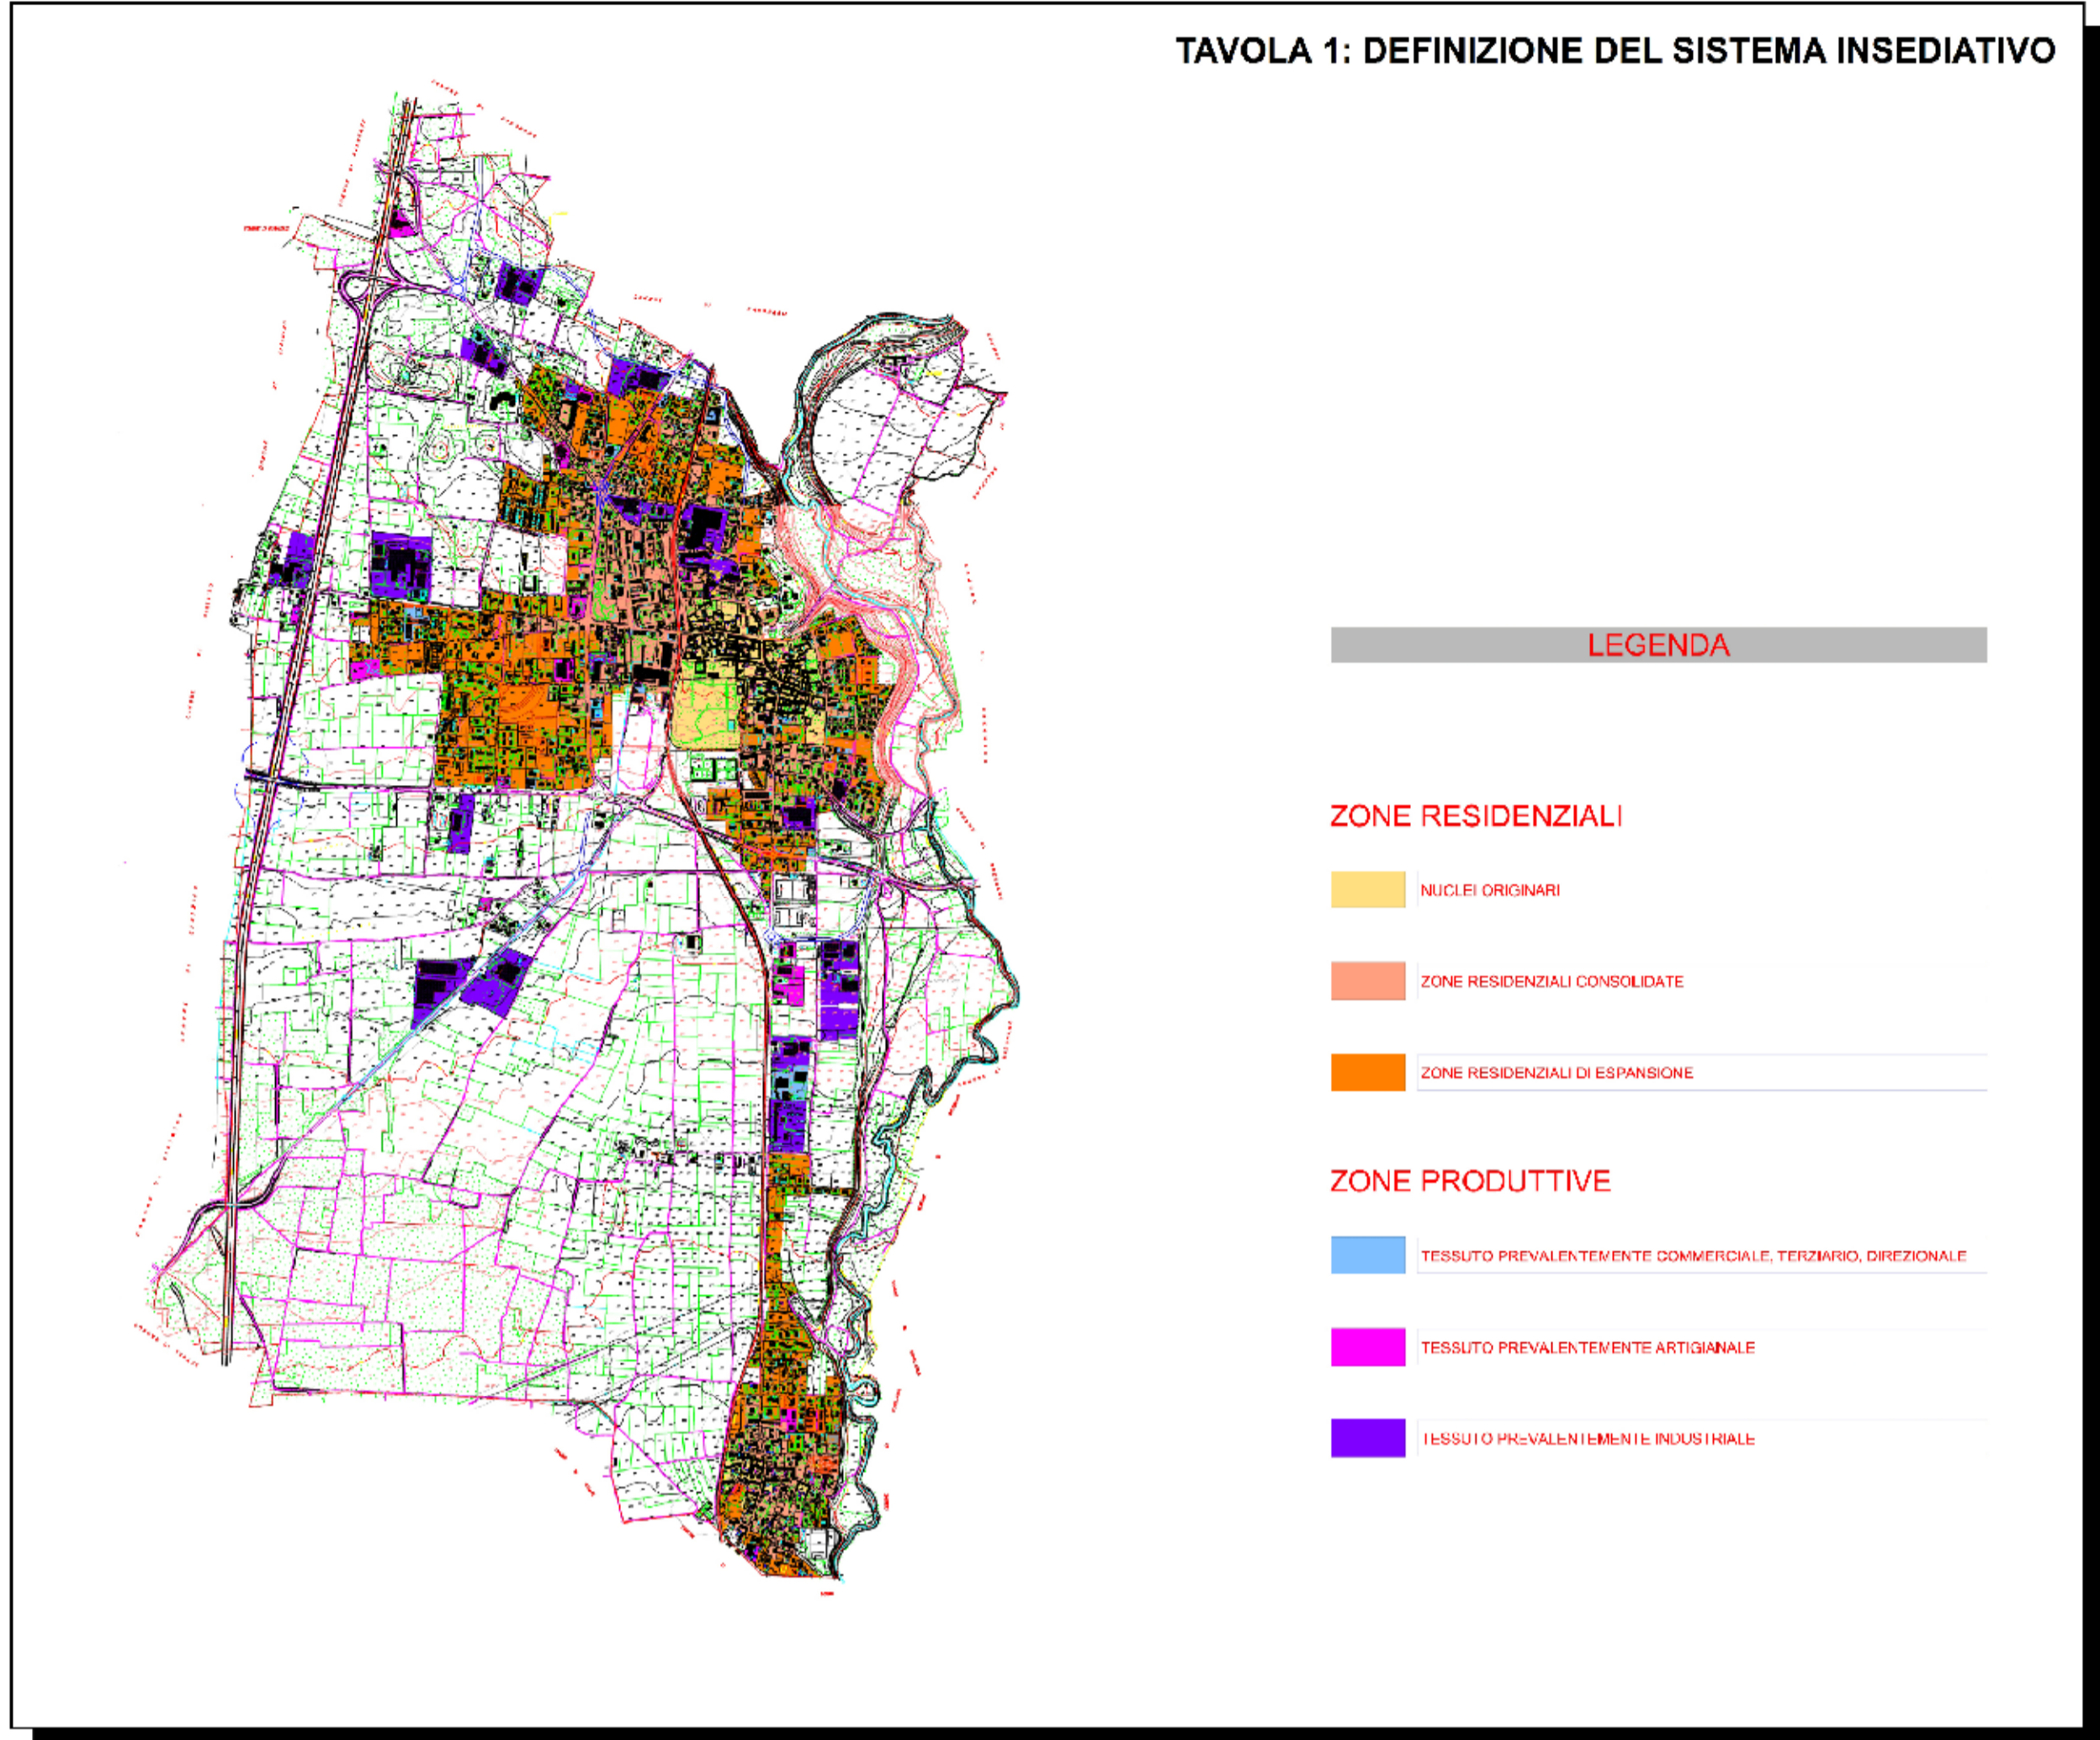 TAVOLA 1: DEFINIZIONE DEL SISTEMA INSEDIATIVO
LEGENDA
ZONE RESIDENZIALI
NUCLEI ORIGINARI
ZONE RESIDENZIALI CONSOLIDATE
ZONE RESIDENZIALI DI ESPANSIONE
ZONE PRODUTTIVE
TESSUTO PREVALENTEMENTE COMMERCIALE, TERZIARIO, DIREZIONALE
TESSUTO PREVALENTEMENTE ARTIGIANALE
TESSUTO PREVALENTEMENTE INDUSTRIALE